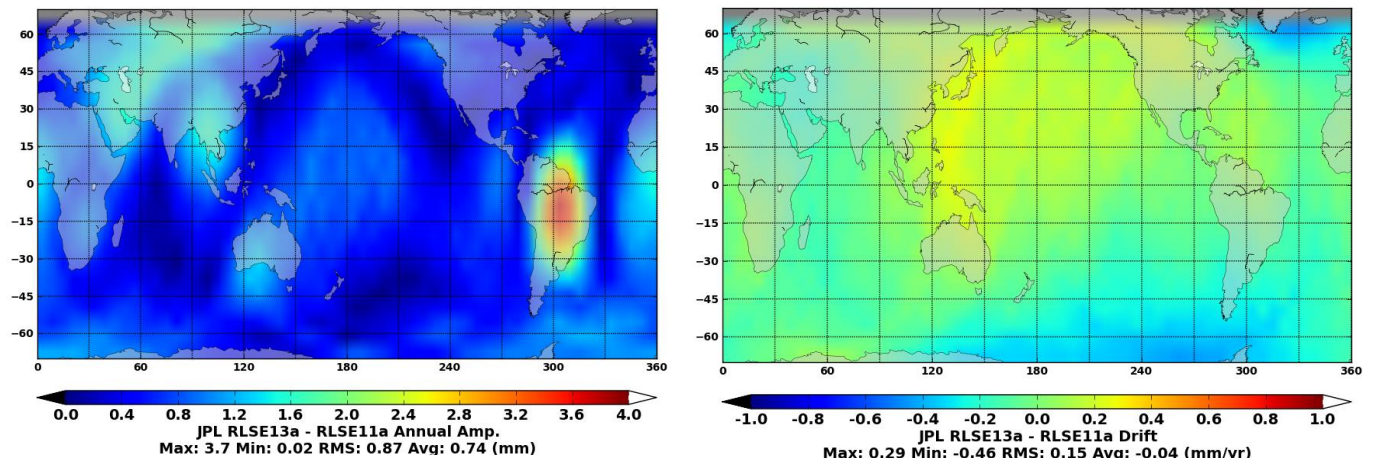 60
45
30
15
0
−15
−30
−45
−60
0 60 120 180 240 300 360
0.0 0.4 0.8 1.2 1.6 2.0 2.4 2.8 3.2 3.6 4.0
JPL RLSE13a - RLSE11a Annual Amp.
Max: 3.7 Min: 0.02 RMS: 0.87 Avg: 0.74 (mm)
60
45
30
15
0
−15
−30
−45
−60
0 60 120 180 240 300 360
-1.0 -0.8 -0.6 -0.4 -0.2 0.0 0.2 0.4 0.6 0.8 1.0
JPL RLSE13a - RLSE11a Drift
Max: 0.29 Min: -0.46 RMS: 0.15 Avg: -0.04 (mm/yr)